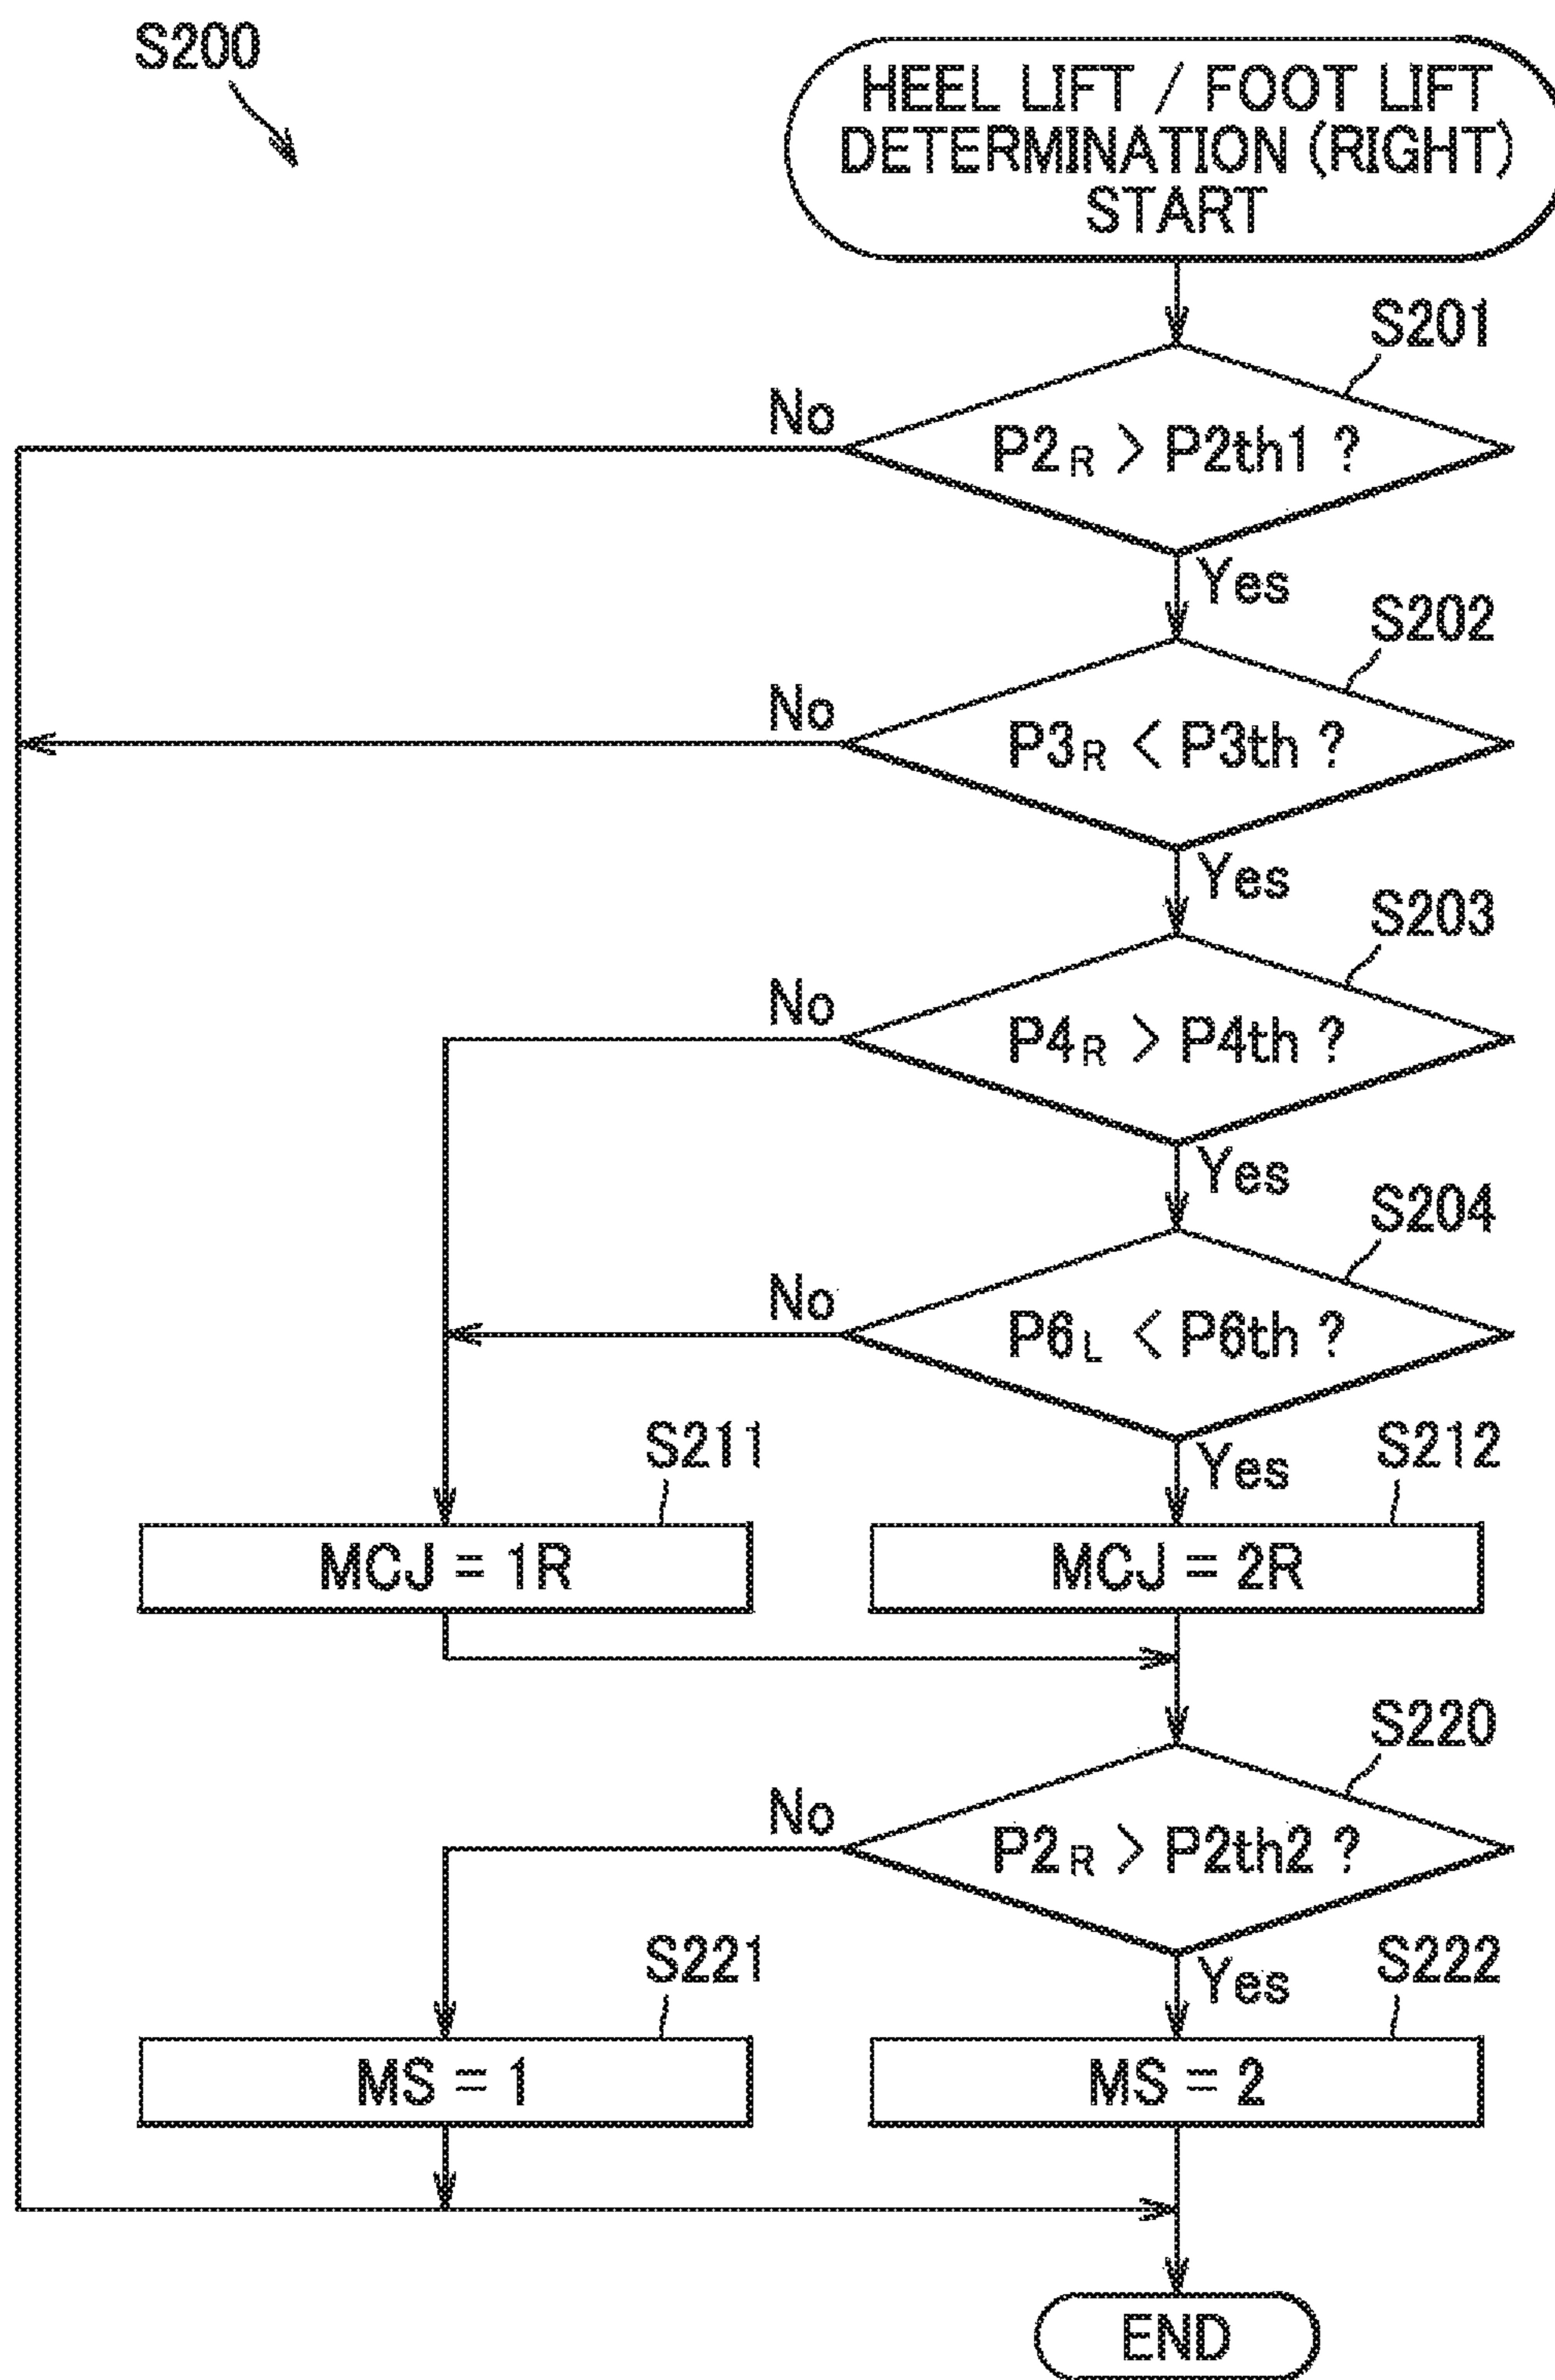 S200
HEEL LIFT / FOOT LIFT
DETERMINATION (RIGHT)
START
S201
No
P2R > P2th1 ?
Yes
S202
No
P3R < P3th ?
Yes
S203
No
P4R > P4th ?
Yes
S204
No
P6L < P6th ?
Yes
S211
S212
MCJ = 1R
MCJ = 2R
S220
No
P2R > P2th2 ?
Yes
S221
S222
MS = 1
MS = 2
END